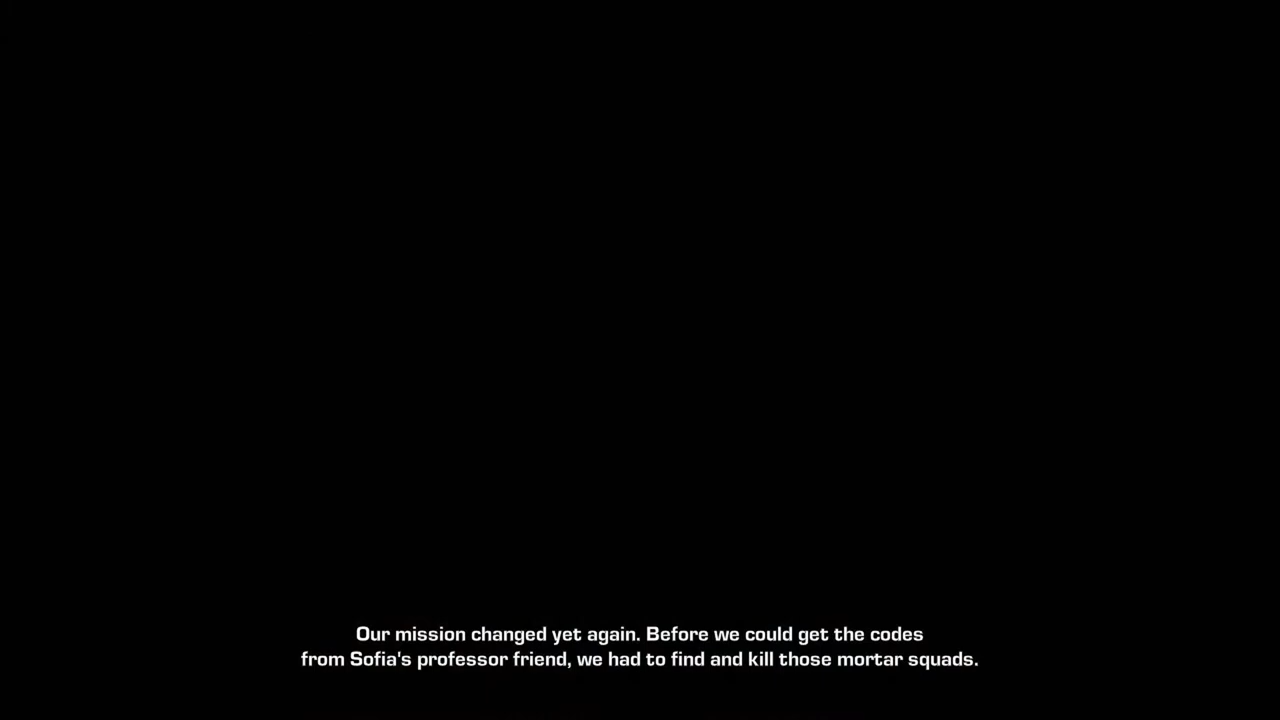 Our mission changed yet again. Before we could get the codes
from Sofia's professor friend, we had to find and kill those mortar squads.